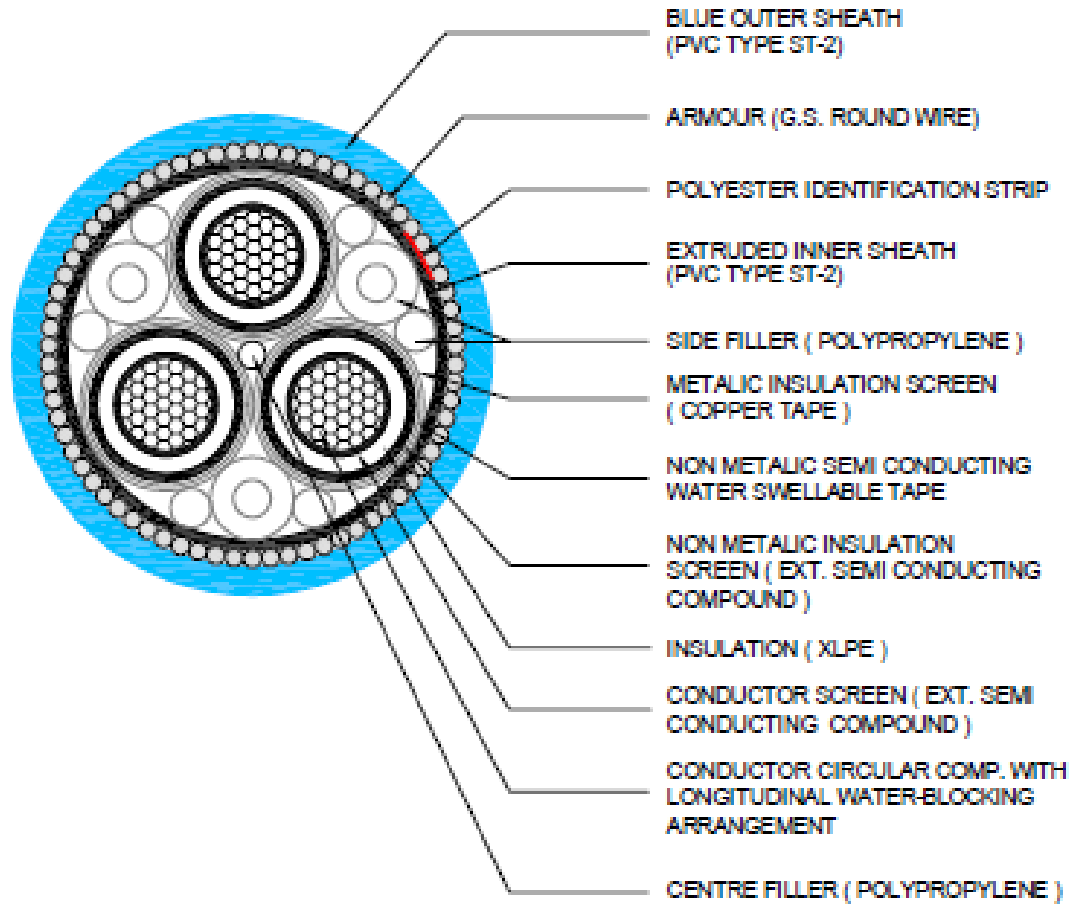 BLUE OUTER SHEATH
(PVC TYPE ST-2)
ARMOUR (G.S. ROUND WIRE)
POLYESTER IDENTIFICATION STRIP
EXTRUDED INNER SHEATH
(PVC TYPE ST-2)
SIDE FILLER ( POLYPROPYLENE )
METALIC INSULATION SCREEN
( COPPER TAPE )
NON METALIC SEMI CONDUCTING
WATER SWELLABLE TAPE
NON METALIC INSULATION
SCREEN ( EXT. SEMI CONDUCTING
COMPOUND )
INSULATION ( XLPE )
CONDUCTOR SCREEN ( EXT. SEMI
CONDUCTING COMPOUND )
CONDUCTOR CIRCULAR COMP. WITH
LONGITUDINAL WATER-BLOCKING
ARRANGEMENT
CENTRE FILLER ( POLYPROPYLENE )